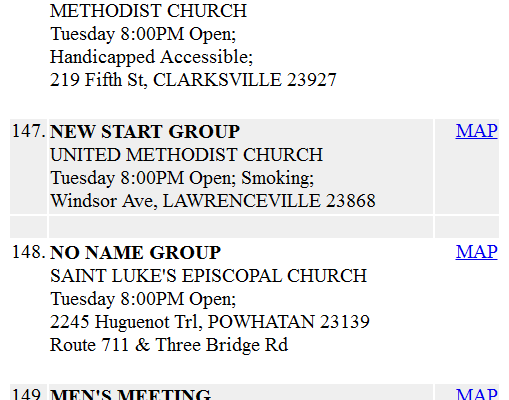 METHODIST CHURCH
Tuesday 8:00PM Open;
Handicapped Accessible;
219 Fifth St, CLARKSVILLE 23927
147. NEW START GROUP MAP
UNITED METHODIST CHURCH
Tuesday 8:00PM Open; Smoking;
Windsor Ave, LAWRENCEVILLE 23868
148. NO NAME GROUP MAP
SAINT LUKE'S EPISCOPAL CHURCH
Tuesday 8:00PM Open;
2245 Huguenot Trl, POWHATAN 23139
Route 711 & Three Bridge Rd
149. MEN'S MEETING MAP